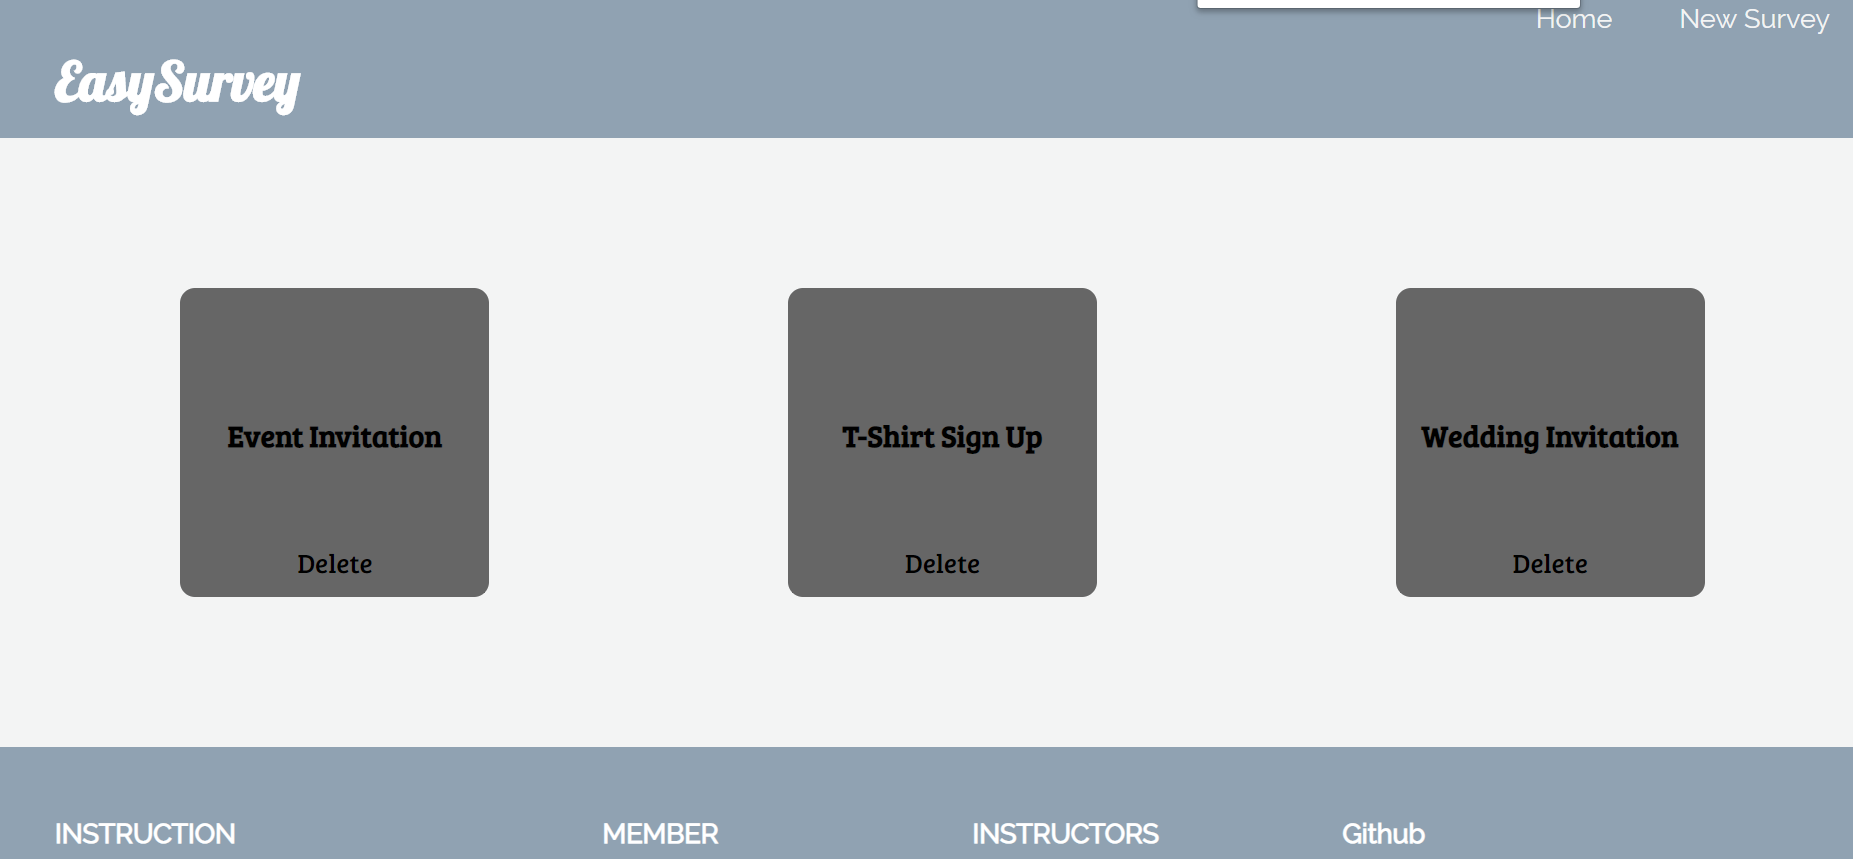 Home New Survey
EasySurvey
Event Invitation
Delete
T-Shirt Sign Up
Delete
Wedding Invitation
Delete
INSTRUCTION MEMBER INSTRUCTORS Github